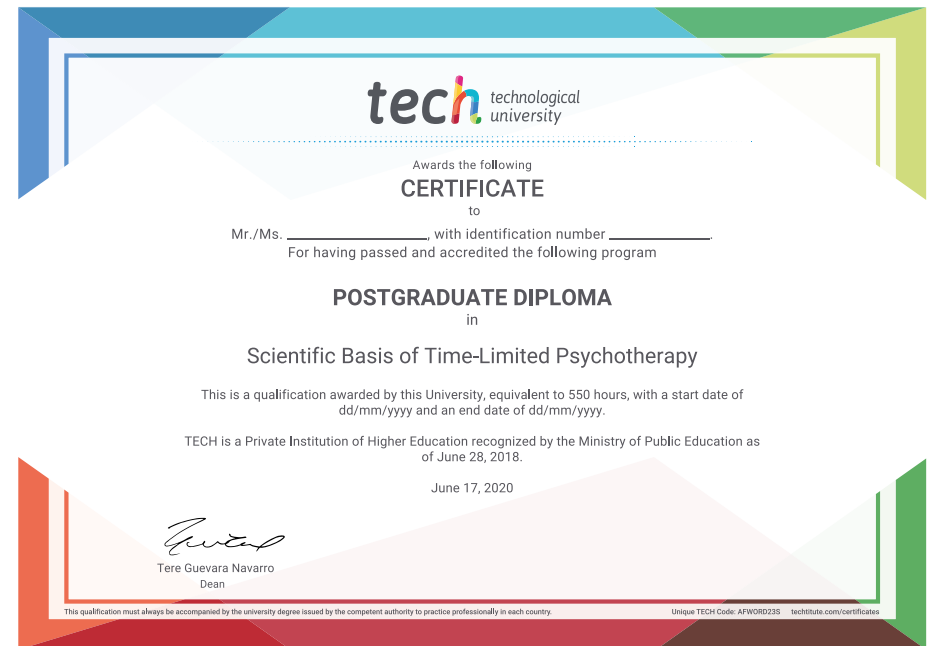 tech technological
university
Awards the following
CERTIFICATE
to
Mr./Ms. ____________________, with identification number ______________.
For having passed and accredited the following program
POSTGRADUATE DIPLOMA
in
Scientific Basis of Time-Limited Psychotherapy
This is a qualification awarded by this University, equivalent to 550 hours, with a start date of
dd/mm/yyyy and an end date of dd/mm/yyyy.
TECH is a Private Institution of Higher Education recognized by the Ministry of Public Education as
of June 28, 2018.
June 17, 2020
Tere Guevara Navarro
Dean
This qualification must always be accompanied by the university degree issued by the competent authority to practice professionally in each country. Unique TECH Code: AFWORD23S techtitute.com/certificates